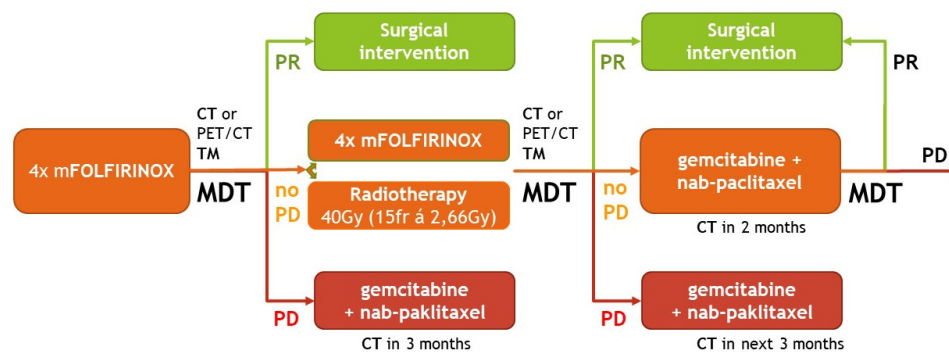 4x mFOLFIRINOX
CT or
PET/CT
TM
MDT
PR
Surgical
intervention
no
PD
4x mFOLFIRINOX
Radiotherapy
40Gy (15fr á 2,66Gy)
PD
gemcitabine
+ nab-paklitaxel
CT in 3 months
CT or
PET/CT
TM
MDT
PR
Surgical
intervention
no
PD
gemcitabine +
nab-paclitaxel
CT in 2 months
PD
gemcitabine
+ nab-paklitaxel
CT in next 3 months
MDT
PR
PD